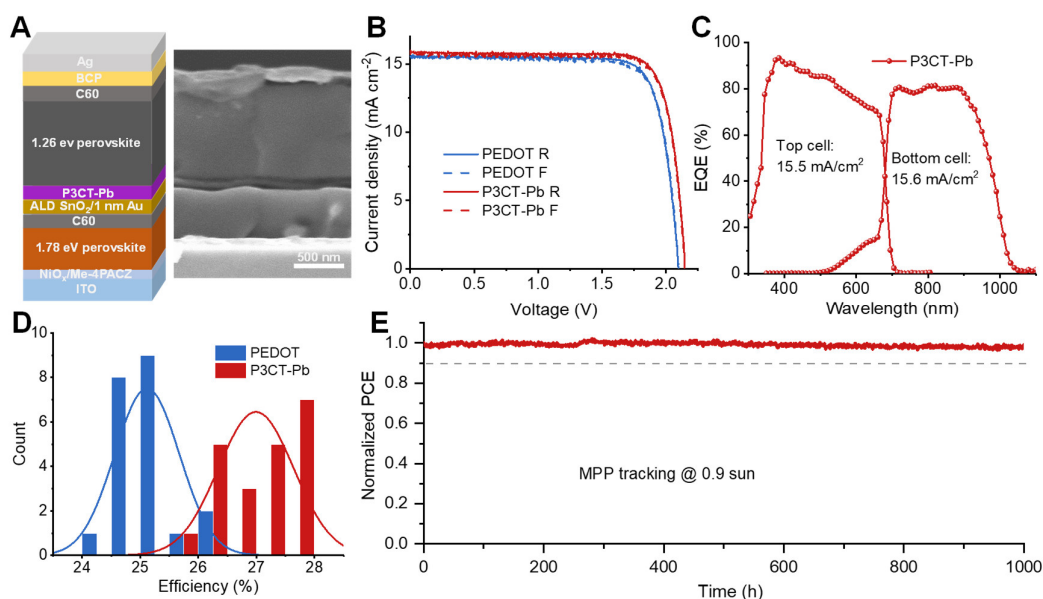 A
Ag
BCP
C60
1.26 ev perovskite
P3CT-Pb
ALD SnO₂/1 nm Au
C60
1.78 eV perovskite
NiOₓ/Me-4PACZ
ITO
500 nm
B
Current density (mA cm⁻²)
15
10
5
0
PEDOT R
PEDOT F
P3CT-Pb R
P3CT-Pb F
0.0 0.5 1.0 1.5 2.0
Voltage (V)
C
EQE (%)
100
80
60
40
20
0
P3CT-Pb
Top cell:
15.5 mA/cm²
Bottom cell:
15.6 mA/cm²
400 600 800 1000
Wavelength (nm)
D
Count
10
8
6
4
2
0
PEDOT
P3CT-Pb
24 25 26 27 28
Efficiency (%)
E
Normalized PCE
1.0
0.8
0.6
0.4
0.2
0.0
MPP tracking @ 0.9 sun
0 200 400 600 800 1000
Time (h)